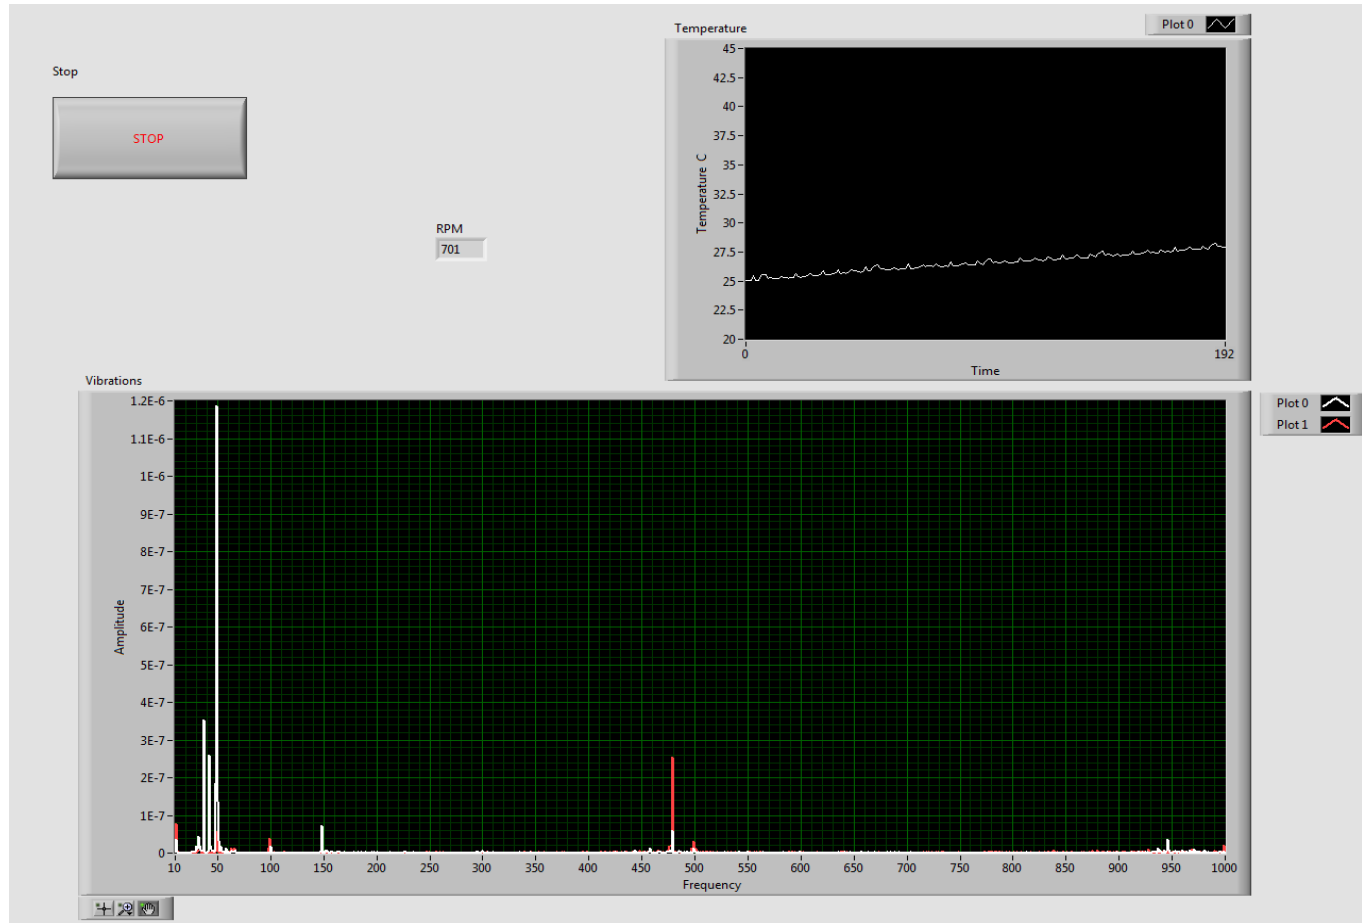 Stop
STOP
RPM
701
Temperature
Plot 0
45
42.5
40
37.5
35
32.5
30
27.5
25
22.5
20
Temperature C
0 192
Time
Vibrations
Plot 0
Plot 1
1.2E-6
1.1E-6
1E-6
9E-7
8E-7
7E-7
6E-7
5E-7
4E-7
3E-7
2E-7
1E-7
0
Amplitude
10 50 100 150 200 250 300 350 400 450 500 550 600 650 700 750 800 850 900 950 1000
Frequency